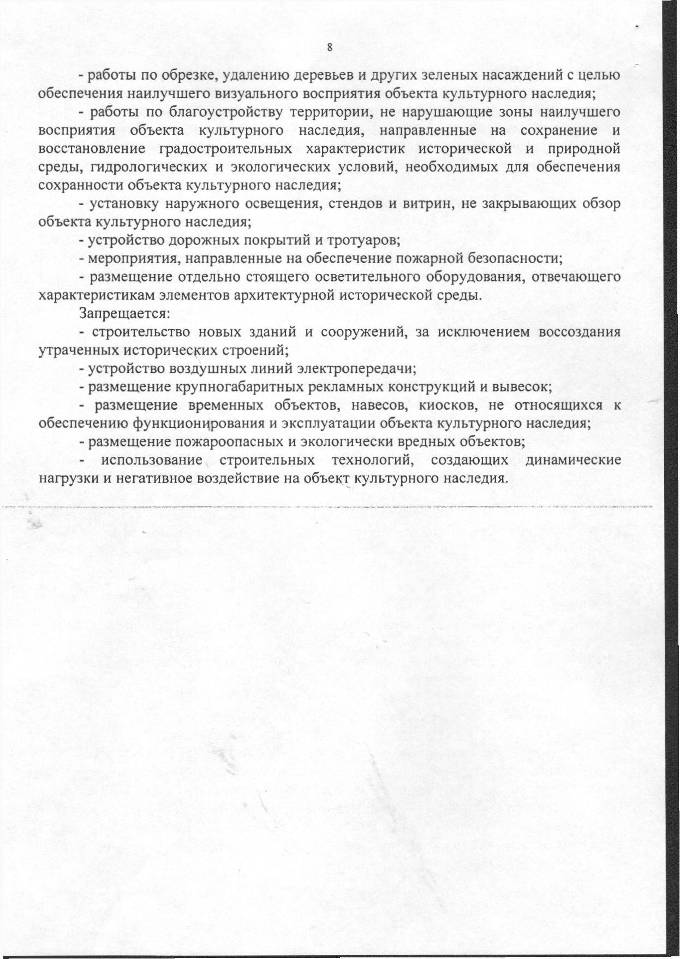 8
- работы по обрезке, удалению деревьев и других зеленых насаждений с целью
обеспечения наилучшего визуального восприятия объекта культурного наследия;
- работы по благоустройству территории, не нарушающие зоны наилучшего
восприятия объекта культурного наследия, направленные на сохранение и
восстановление градостроительных характеристик исторической и природной
среды, гидрологических и экологических условий, необходимых для обеспечения
сохранности объекта культурного наследия;
- установку наружного освещения, стендов и витрин, не закрывающих обзор
объекта культурного наследия;
- устройство дорожных покрытий и тротуаров;
- мероприятия, направленные на обеспечение пожарной безопасности;
- размещение отдельно стоящего осветительного оборудования, отвечающего
характеристикам элементов архитектурной исторической среды.
Запрещается:
- строительство новых зданий и сооружений, за исключением воссоздания
утраченных исторических строений;
- устройство воздушных линий электропередачи;
- размещение крупногабаритных рекламных конструкций и вывесок;
- размещение временных объектов, навесов, киосков, не относящихся к
обеспечению функционирования и эксплуатации объекта культурного наследия;
- размещение пожароопасных и экологически вредных объектов;
- использование строительных технологий, создающих динамические
нагрузки и негативное воздействие на объект культурного наследия.